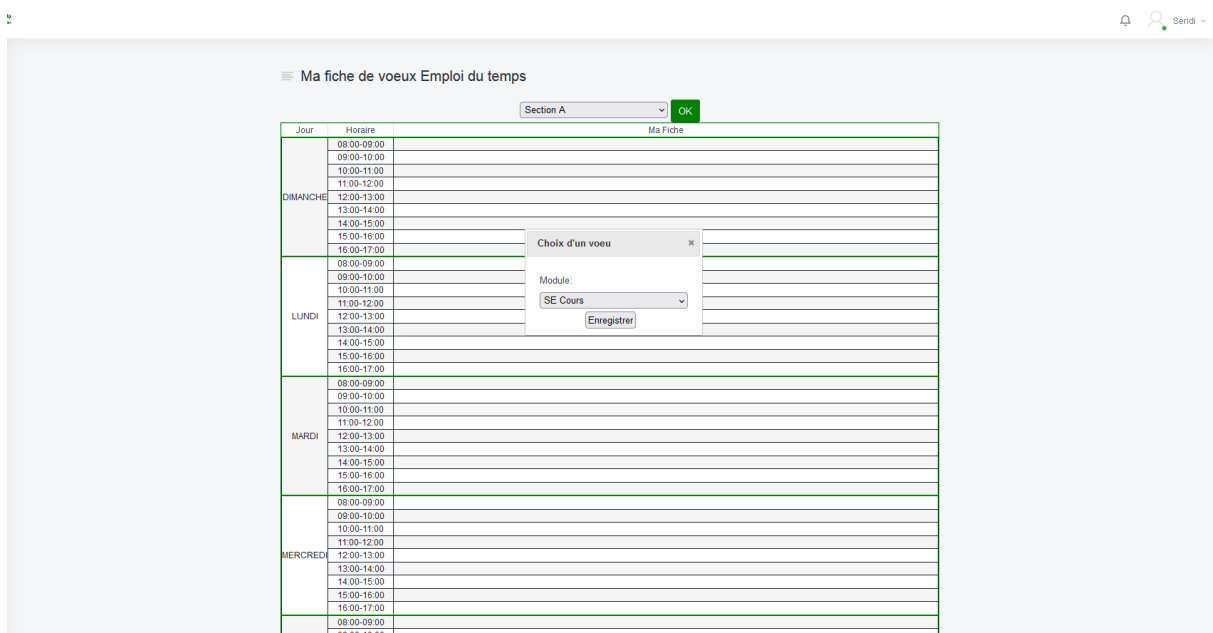 Seridi
Ma fiche de voeux Emploi du temps
Section A OK
Jour Horaire Ma Fiche
08:00-09:00
09:00-10:00
10:00-11:00
11:00-12:00
DIMANCHE 12:00-13:00
13:00-14:00
14:00-15:00
15:00-16:00
16:00-17:00
Choix d'un voeu
Module:
SE Cours
Enregistrer
08:00-09:00
09:00-10:00
10:00-11:00
11:00-12:00
LUNDI 12:00-13:00
13:00-14:00
14:00-15:00
15:00-16:00
16:00-17:00
08:00-09:00
09:00-10:00
10:00-11:00
11:00-12:00
MARDI 12:00-13:00
13:00-14:00
14:00-15:00
15:00-16:00
16:00-17:00
08:00-09:00
09:00-10:00
10:00-11:00
11:00-12:00
MERCREDI 12:00-13:00
13:00-14:00
14:00-15:00
15:00-16:00
16:00-17:00
08:00-09:00